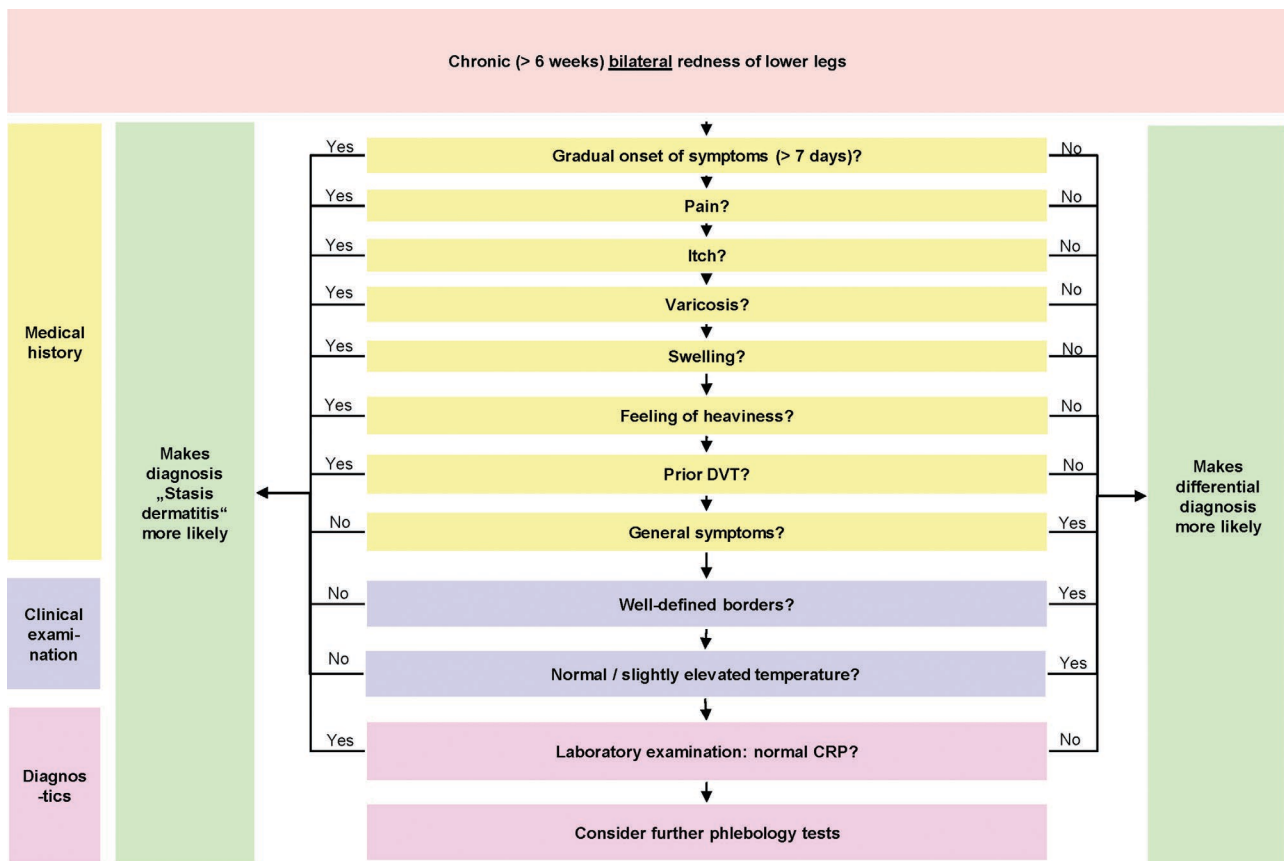 Chronic (> 6 weeks) bilateral redness of lower legs
Yes
Gradual onset of symptoms (> 7 days)?
No
Yes
Pain?
No
Yes
Itch?
No
Yes
Varicosis?
No
Medical
history
Yes
Swelling?
No
Yes
Feeling of heaviness?
No
Makes
diagnosis
„Stasis
dermatitis“
more likely
Yes
Prior DVT?
No
Makes
differential
diagnosis
more likely
No
General symptoms?
Yes
Clinical
exami-
nation
No
Well-defined borders?
Yes
No
Normal / slightly elevated temperature?
Yes
Diagnos
-tics
Yes
Laboratory examination: normal CRP?
No
Consider further phlebology tests